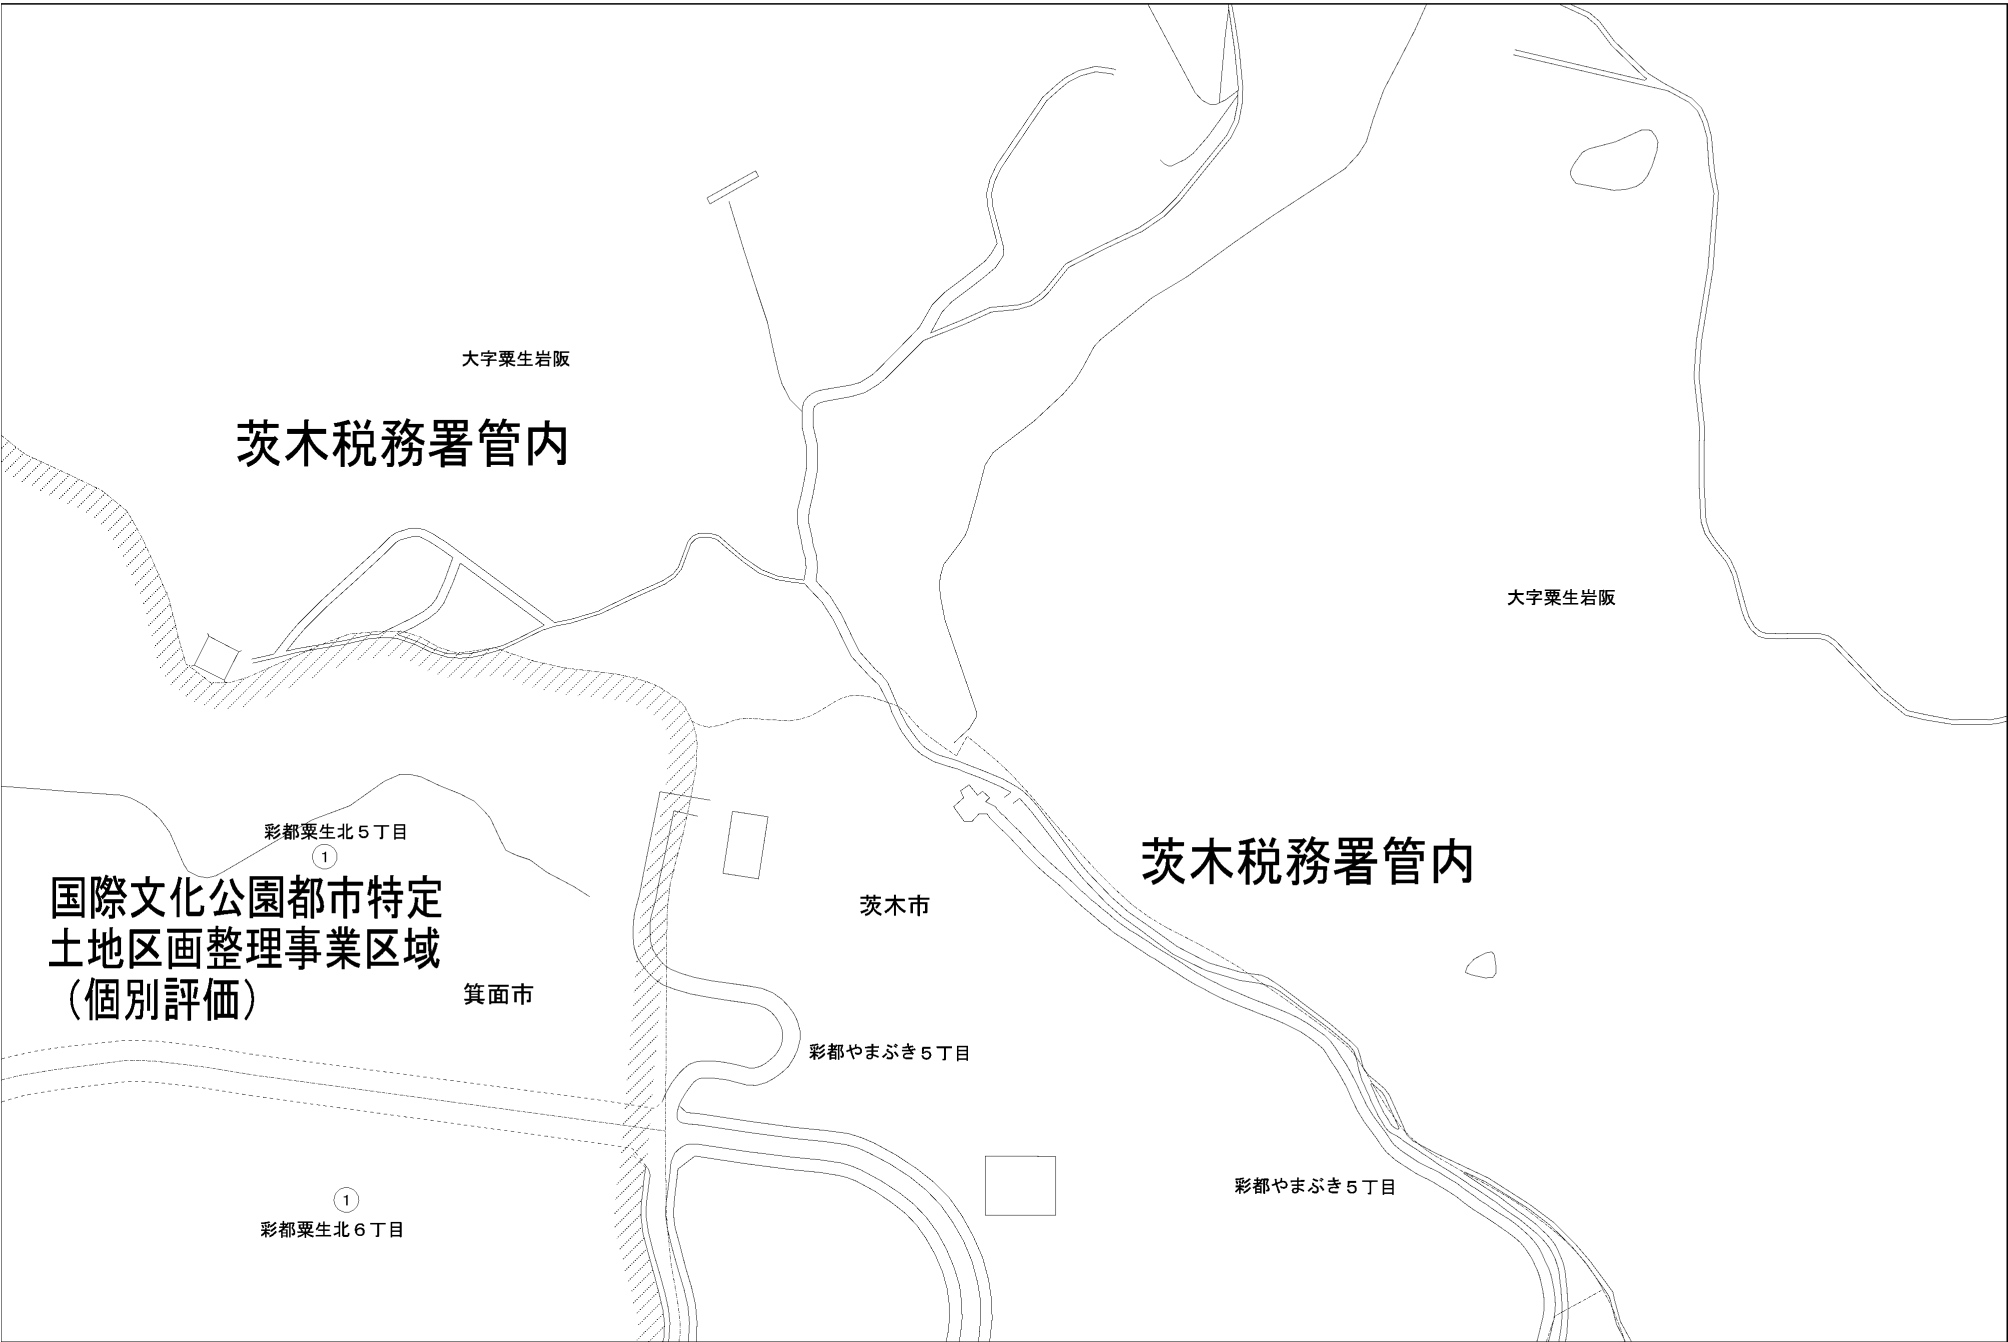 大字粟生岩阪
茨木税務署管内
大字粟生岩阪
彩都粟生北５丁目
1
国際文化公園都市特定
土地区画整理事業区域
（個別評価）
箕面市
茨木市
茨木税務署管内
彩都やまぶき５丁目
彩都やまぶき５丁目
1
彩都粟生北６丁目